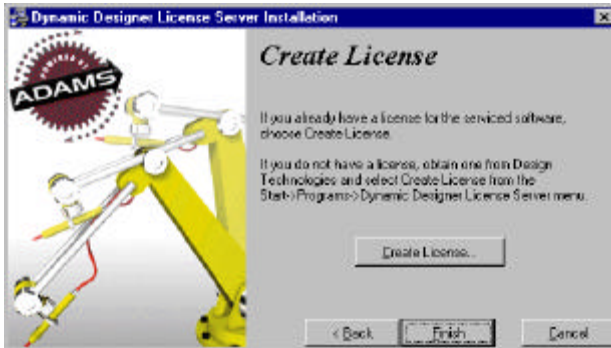 Dynamic Designer License Server Installation
POWERED BY
ADAMS
Create License
If you already have a license for the serviced software,
choose Create License.
If you do not have a license, obtain one from Design
Technologies and select Create License from the
Start->Programs->Dynamic Designer License Server menu.
Create License...
< Back
Finish
Cancel